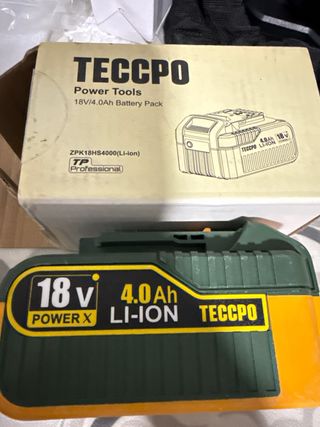 TECCPO
Power Tools
18V/4.0Ah Battery Pack
ZPK18HS4000(Li-ion)
TP
Professional
TECCPO 4.0Ah LI-ION 18V
18V POWER X 4.0Ah LI-ION TECCPO